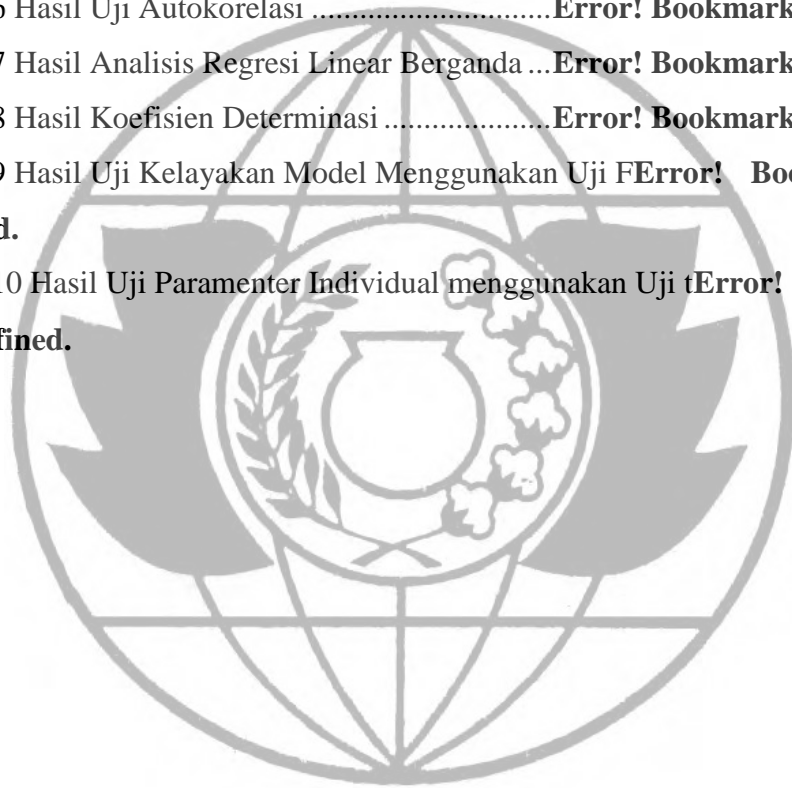 Hasil Uji Autokorelasi ............................Error! Bookmark
7 Hasil Analisis Regresi Linear Berganda ...Error! Bookmark
8 Hasil Koefisien Determinasi ....................Error! Bookmark
9 Hasil Uji Kelayakan Model Menggunakan Uji FError! Boo
d.
10 Hasil Uji Paramenter Individual menggunakan Uji tError!
fined.